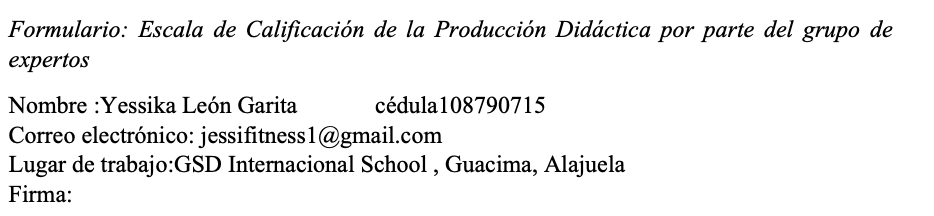 Formulario: Escala de Calificación de la Producción Didáctica por parte del grupo de
expertos
Nombre :Yessika León Garita cédula108790715
Correo electrónico: jessifitness1@gmail.com
Lugar de trabajo:GSD Internacional School , Guacima, Alajuela
Firma: